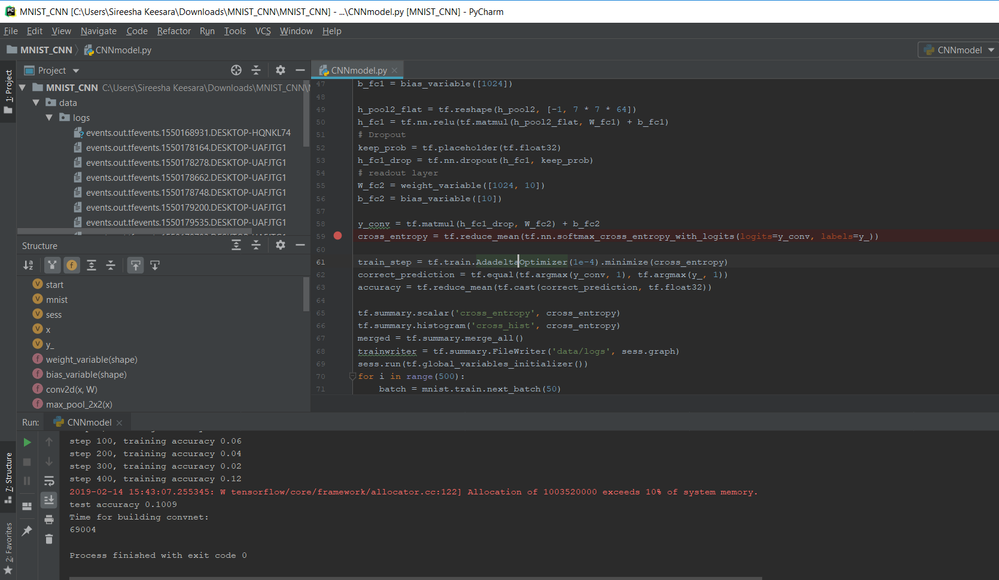 MNIST_CNN [C:\Users\Sireesha Keesara\Downloads\MNIST_CNN\MNIST_CNN] - ...\CNNmodel.py [MNIST_CNN] - PyCharm
File Edit View Navigate Code Refactor Run Tools VCS Window Help
MNIST_CNN CNNmodel.py CNNmodel
1: Project
Project
MNIST_CNN C:\Users\Sireesha Keesara\Downloads\MNIST_CNN\
data
logs
events.out.tfevents.1550168931.DESKTOP-HQNKL74
events.out.tfevents.1550178164.DESKTOP-UAFJTG1
events.out.tfevents.1550178278.DESKTOP-UAFJTG1
events.out.tfevents.1550178662.DESKTOP-UAFJTG1
events.out.tfevents.1550178748.DESKTOP-UAFJTG1
events.out.tfevents.1550179200.DESKTOP-UAFJTG1
events.out.tfevents.1550179535.DESKTOP-UAFJTG1
Structure
start
mnist
sess
x
y_
weight_variable(shape)
bias_variable(shape)
conv2d(x, W)
max_pool_2x2(x)
CNNmodel.py
47 b_fc1 = bias_variable([1024])
48
49 h_pool2_flat = tf.reshape(h_pool2, [-1, 7 * 7 * 64])
50 h_fc1 = tf.nn.relu(tf.matmul(h_pool2_flat, W_fc1) + b_fc1)
51 # Dropout
52 keep_prob = tf.placeholder(tf.float32)
53 h_fc1_drop = tf.nn.dropout(h_fc1, keep_prob)
54 # readout layer
55 W_fc2 = weight_variable([1024, 10])
56 b_fc2 = bias_variable([10])
57
58 y_conv = tf.matmul(h_fc1_drop, W_fc2) + b_fc2
59 cross_entropy = tf.reduce_mean(tf.nn.softmax_cross_entropy_with_logits(logits=y_conv, labels=y_))
60
61 train_step = tf.train.AdadeltaOptimizer(1e-4).minimize(cross_entropy)
62 correct_prediction = tf.equal(tf.argmax(y_conv, 1), tf.argmax(y_, 1))
63 accuracy = tf.reduce_mean(tf.cast(correct_prediction, tf.float32))
64
65 tf.summary.scalar('cross_entropy', cross_entropy)
66 tf.summary.histogram('cross_hist', cross_entropy)
67 merged = tf.summary.merge_all()
68 trainwriter = tf.summary.FileWriter('data/logs', sess.graph)
69 sess.run(tf.global_variables_initializer())
70 for i in range(500):
71 batch = mnist.train.next_batch(50)
Run: CNNmodel
7: Structure
2: Favorites
step 100, training accuracy 0.06
step 200, training accuracy 0.04
step 300, training accuracy 0.02
step 400, training accuracy 0.12
2019-02-14 15:43:07.255345: W tensorflow/core/framework/allocator.cc:122] Allocation of 1003520000 exceeds 10% of system memory.
test accuracy 0.1009
Time for building convnet:
69004
Process finished with exit code 0